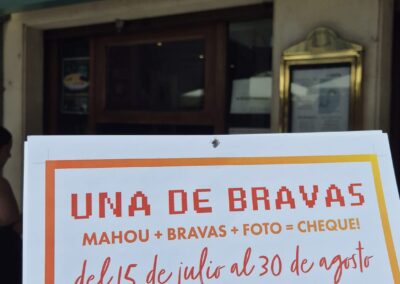 UNA DE BRAVAS
MAHOU + BRAVAS + FOTO = CHEQUE!
del 15 de julio al 30 de agosto